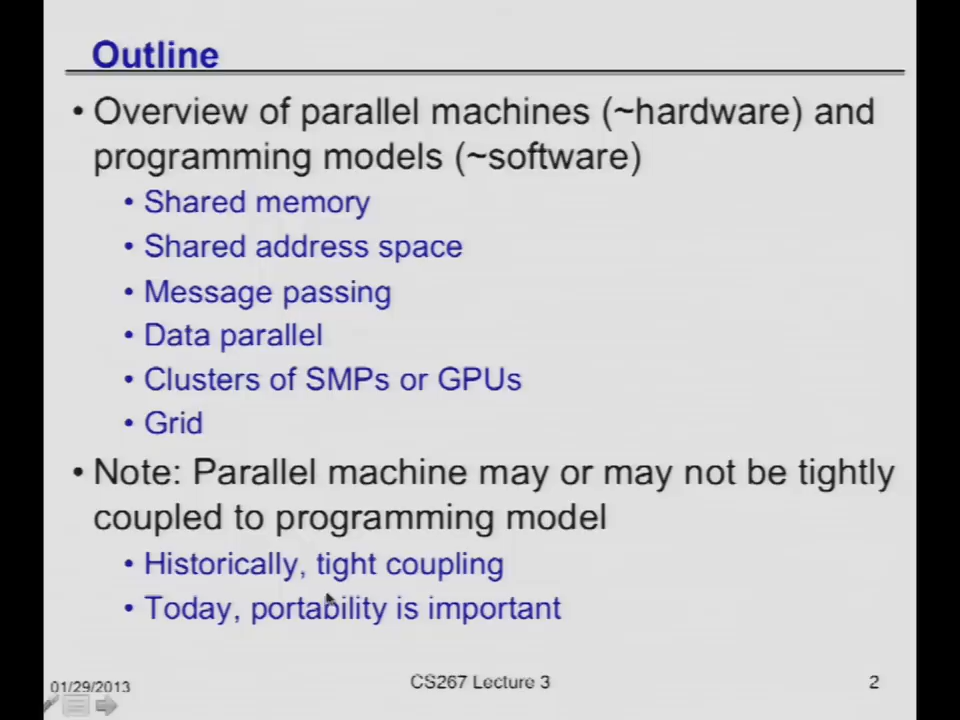 Outline
• Overview of parallel machines (~hardware) and
programming models (~software)
• Shared memory
• Shared address space
• Message passing
• Data parallel
• Clusters of SMPs or GPUs
• Grid
• Note: Parallel machine may or may not be tightly
coupled to programming model
• Historically, tight coupling
• Today, portability is important
01/29/2013
CS267 Lecture 3
2